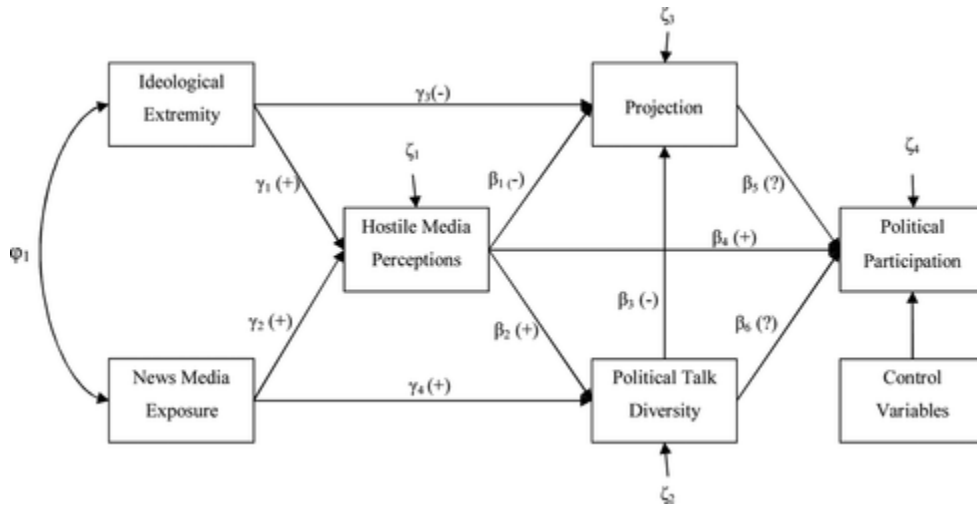 ζ3
Ideological
Extremity
γ3(-)
Projection
ζ1
ζ4
γ1 (+)
β1 (-)
β5 (?)
Hostile Media
Perceptions
β4 (+)
Political
Participation
φ1
γ2 (+)
β2 (+)
β3 (-)
β6 (?)
News Media
Exposure
γ4 (+)
Political Talk
Diversity
Control
Variables
ζ2